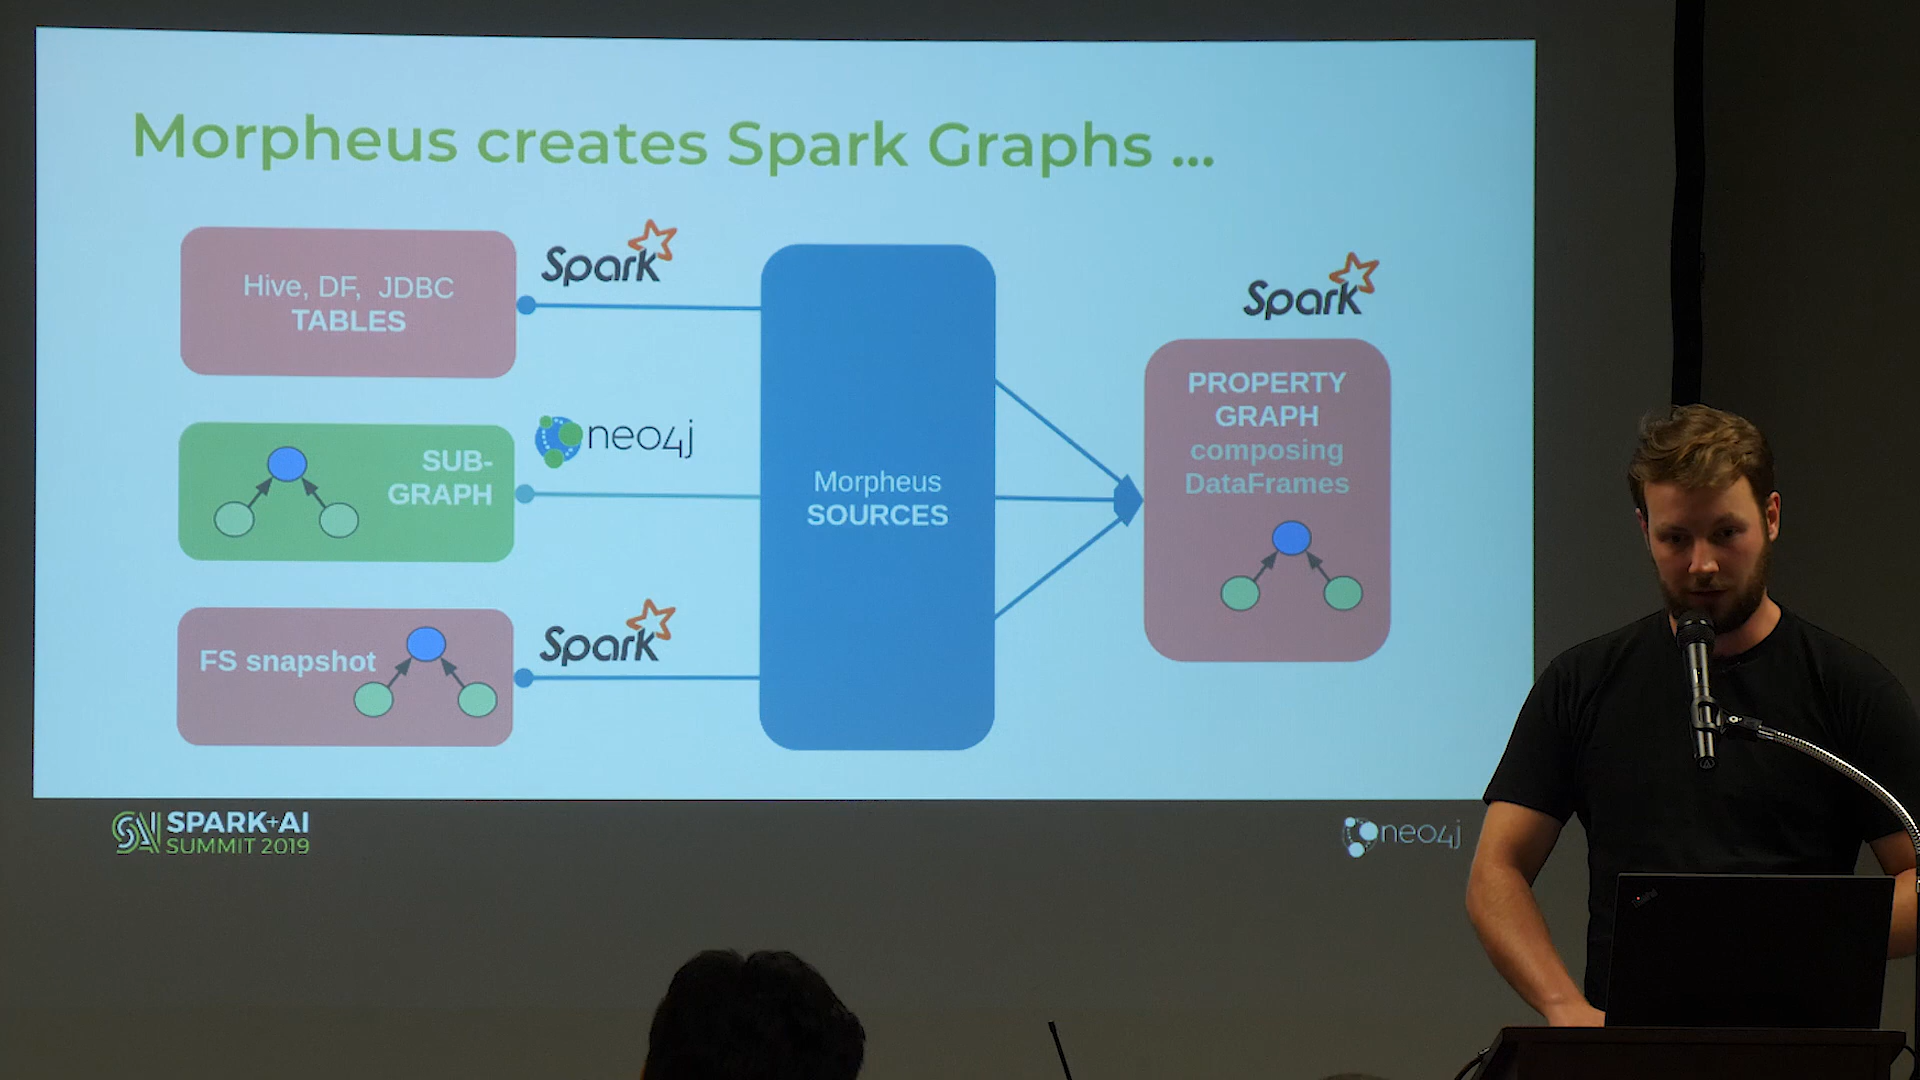 Morpheus creates Spark Graphs ...
Spark
Hive, DF, JDBC
TABLES
neo4j
SUB-
GRAPH
Spark
FS snapshot
Morpheus
SOURCES
Spark
PROPERTY
GRAPH
composing
DataFrames
SPARK+AI
SUMMIT 2019
neo4j